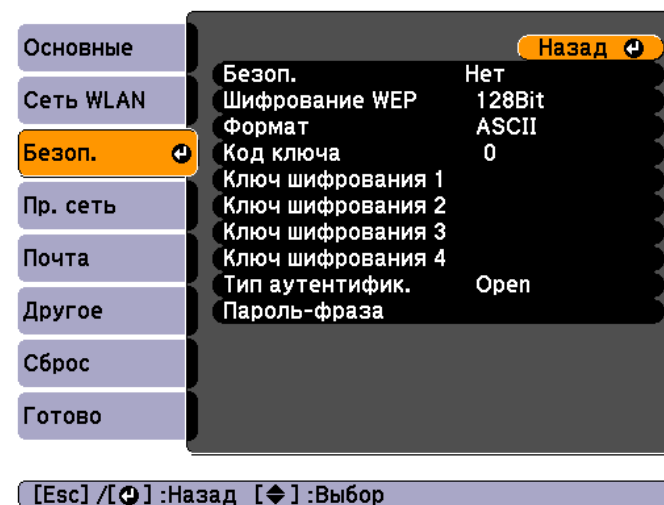 Основные
Сеть WLAN
Безоп.
Пр. сеть
Почта
Другое
Сброс
Готово
Назад
Безоп. Нет
Шифрование WEP 128Bit
Формат ASCII
Код ключа 0
Ключ шифрования 1
Ключ шифрования 2
Ключ шифрования 3
Ключ шифрования 4
Тип аутентифик. Open
Пароль-фраза
[Esc] /[⏎] :Назад [◆] :Выбор